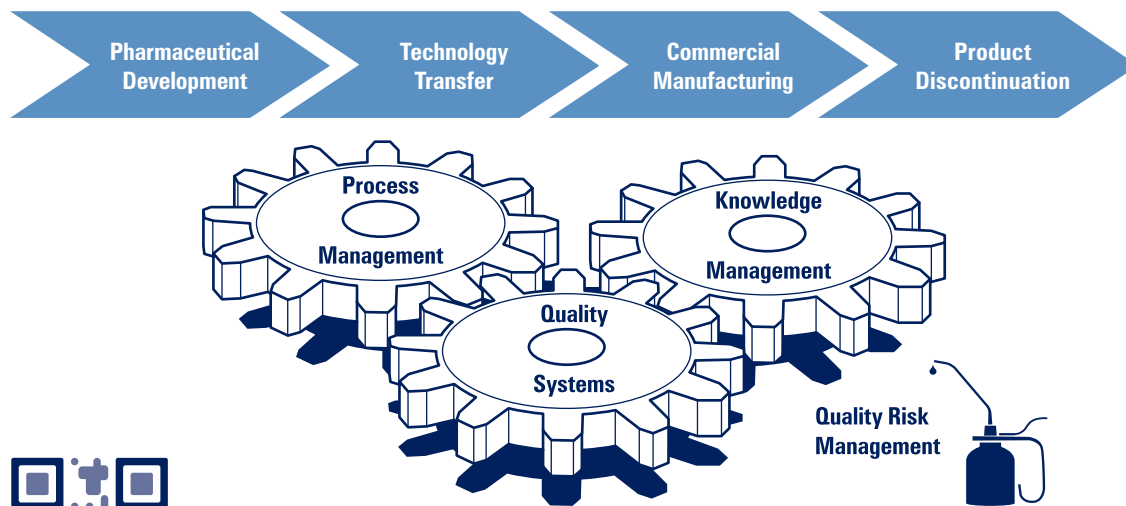 Pharmaceutical
Development
Technology
Transfer
Commercial
Manufacturing
Product
Discontinuation
Process
Management
Knowledge
Management
Quality
Systems
Quality Risk
Management